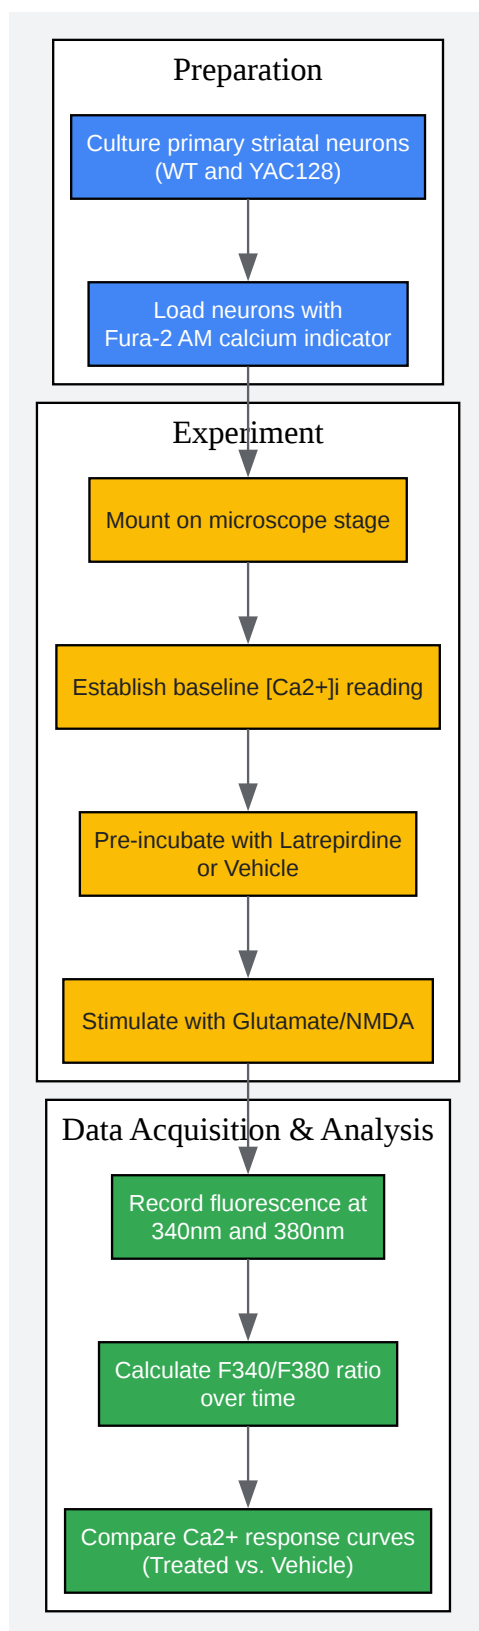 Preparation
Culture primary striatal neurons
(WT and YAC128)
Load neurons with
Fura-2 AM calcium indicator
Experiment
Mount on microscope stage
Establish baseline [Ca2+]i reading
Pre-incubate with Latrepirdine
or Vehicle
Stimulate with Glutamate/NMDA
Data Acquisition & Analysis
Record fluorescence at
340nm and 380nm
Calculate F340/F380 ratio
over time
Compare Ca2+ response curves
(Treated vs. Vehicle)